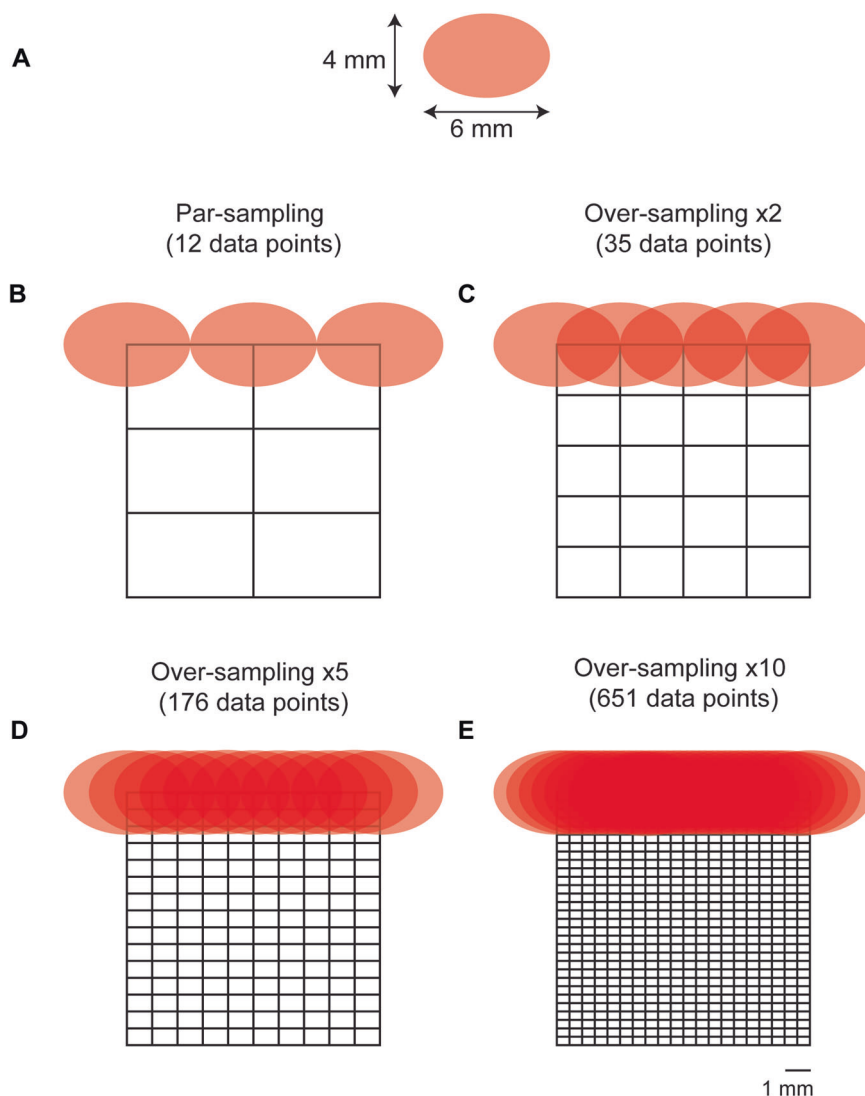 A
4 mm
6 mm
Par-sampling
(12 data points)
Over-sampling x2
(35 data points)
B
C
Over-sampling x5
(176 data points)
Over-sampling x10
(651 data points)
D
E
1 mm